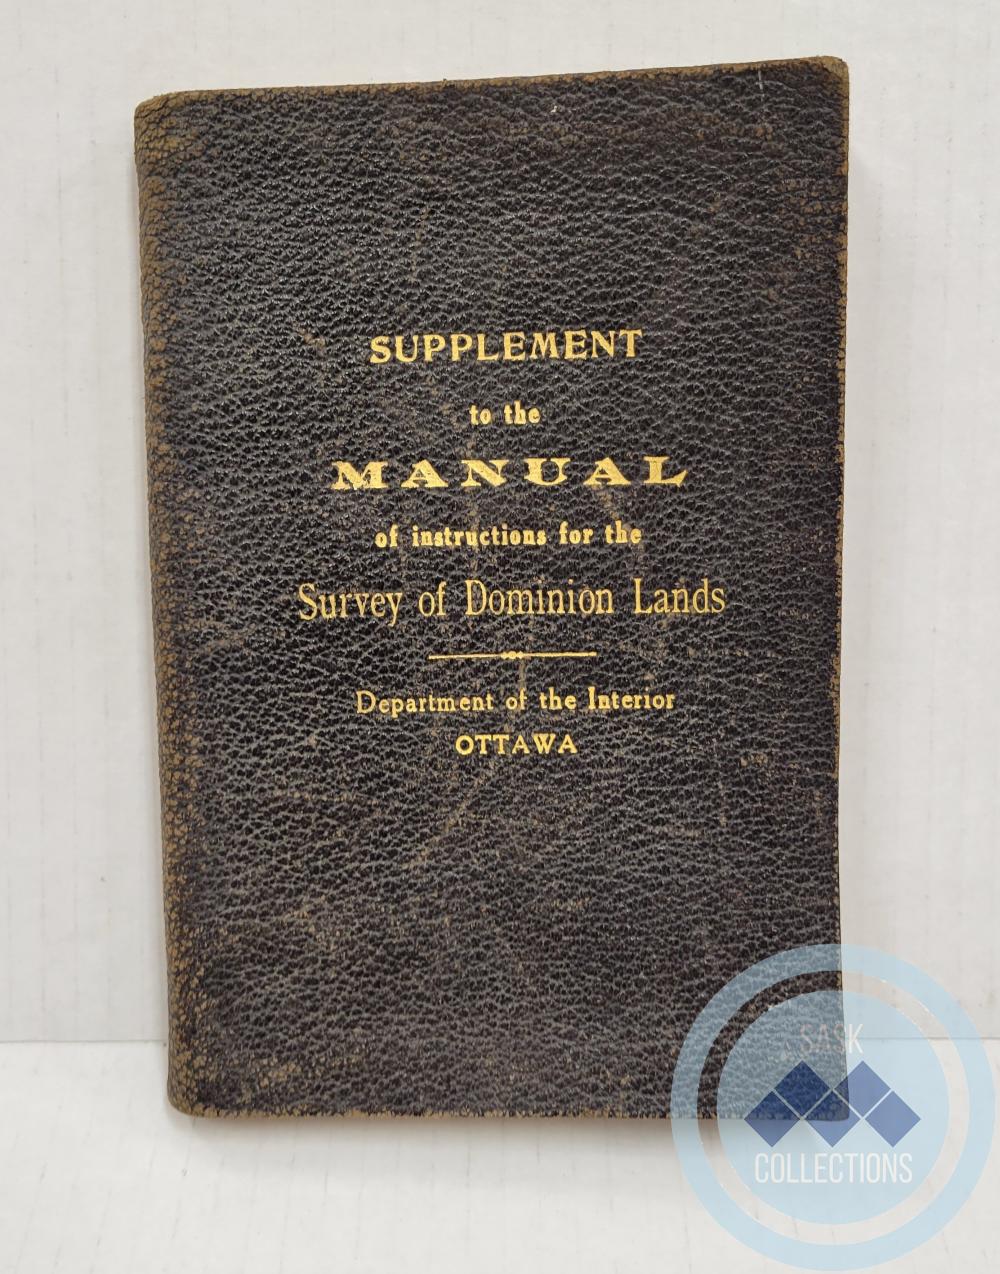 SUPPLEMENT
to the
MANUAL
of instructions for the
Survey of Dominion Lands
Department of the Interior
OTTAWA
SASK
COLLECTIONS